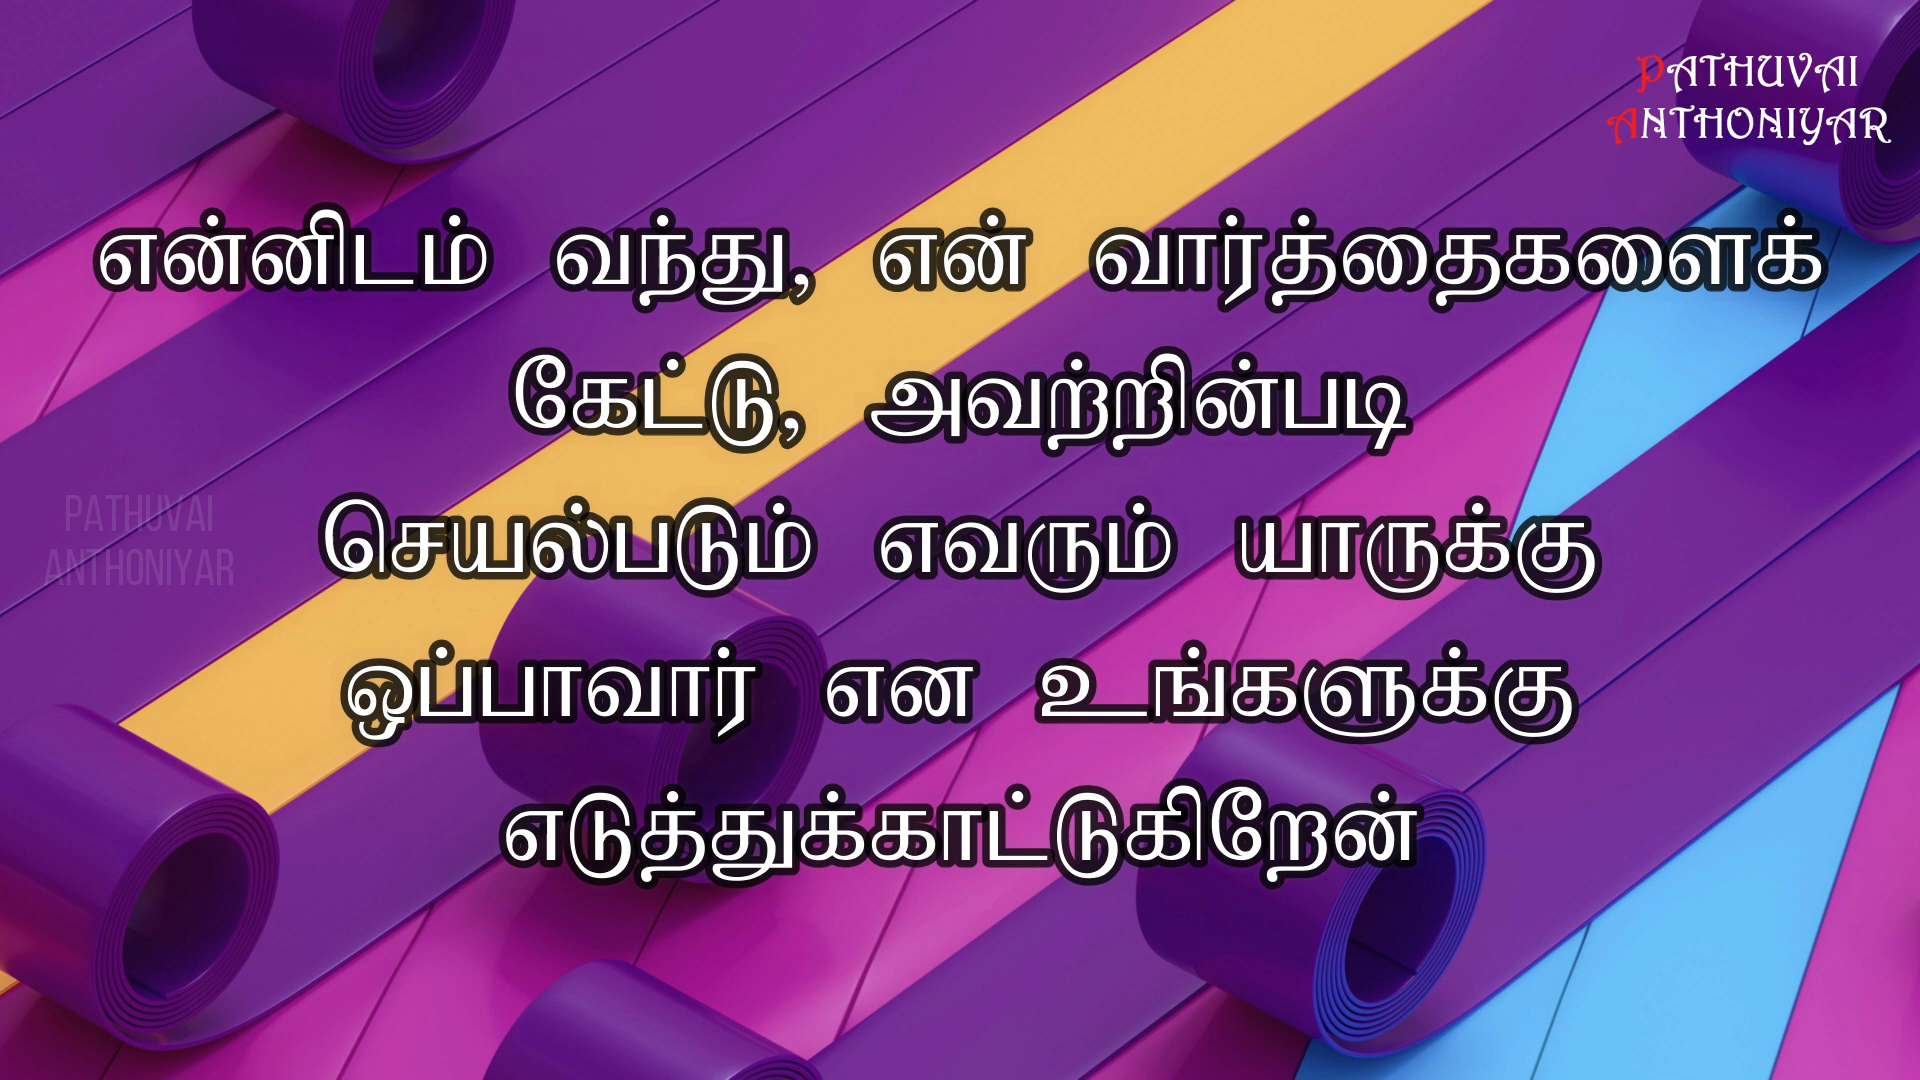 PATHUVAI
ANTHONIYAR
என்னிடம் வந்து, என் வார்த்தைகளைக்
கேட்டு, அவற்றின்படி
செயல்படும் எவரும் யாருக்கு
ஒப்பாவார் என உங்களுக்கு
எடுத்துக்காட்டுகிறேன்
PATHUVAI
ANTHONIYAR